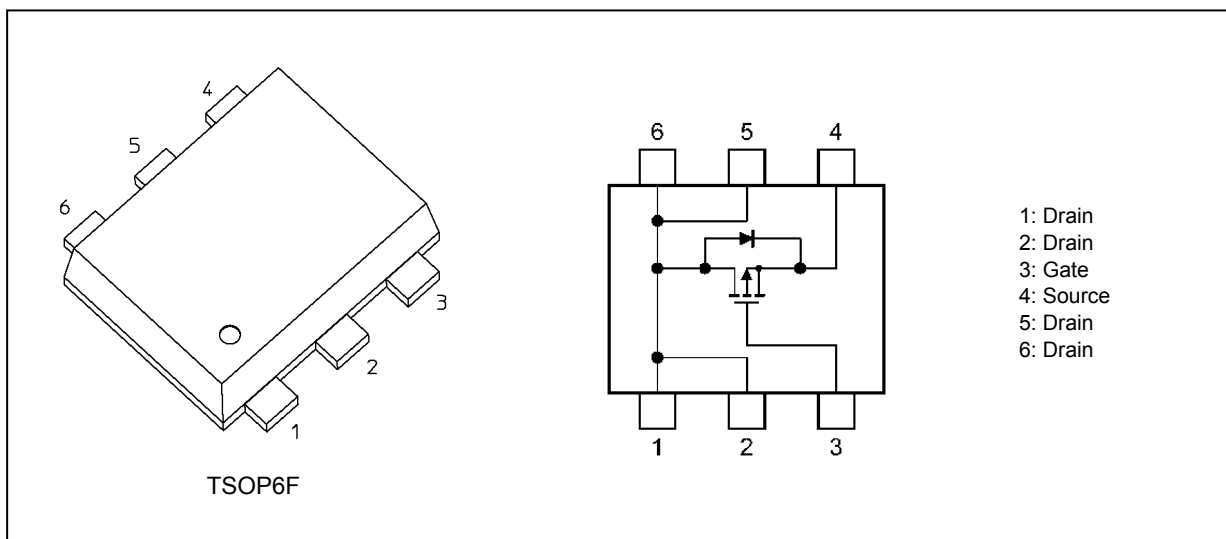 4
5
6
3
2
1
TSOP6F
6 5 4
1 2 3
1: Drain
2: Drain
3: Gate
4: Source
5: Drain
6: Drain